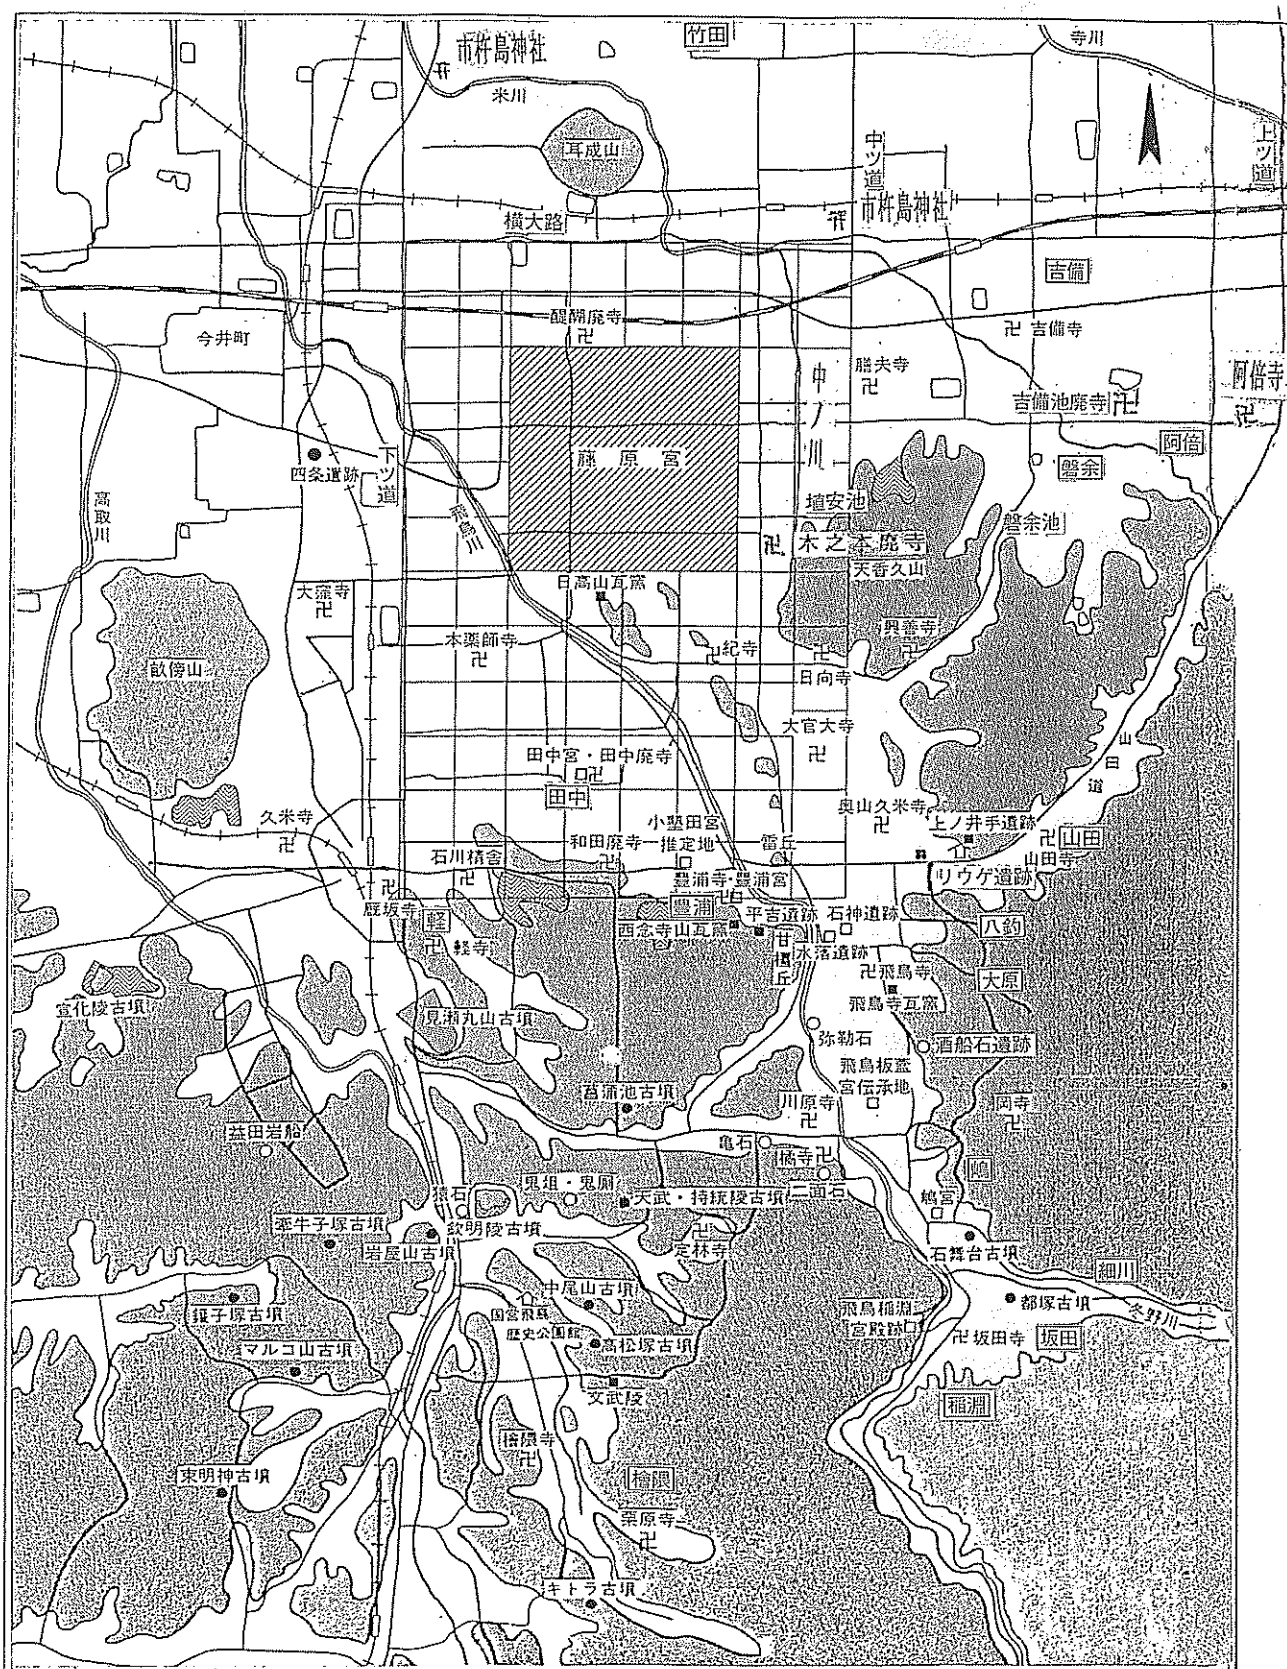 市杵島神社
竹田
寺川
米川
耳成山
中ツ道
上ツ道
市杵島神社
横大路
吉備
醍醐廃寺
今井町
吉備寺
膳夫寺
中ノ川
阿倍寺
吉備池廃寺
阿倍
藤原宮
四条遺跡
下ツ道
磐余
高取川
飛鳥川
埴安池
磐余池
木之本廃寺
天香久山
日高山瓦窯
大窪寺
興善寺
本薬師寺
紀寺
畝傍山
日向寺
大官大寺
山田道
田中宮・田中廃寺
田中
奥山久米寺
久米寺
小墾田宮
推定地
雷丘
上ノ井手遺跡
山田
和田廃寺
石川精舎
山田寺
リウゲ遺跡
豊浦寺・豊浦宮
厩坂寺
軽
豊浦
平吉遺跡
石神遺跡
八釣
軽寺
西念寺山瓦窯
甘橿丘
水落遺跡
飛鳥寺
大原
宣化陵古墳
飛鳥寺瓦窯
見瀬丸山古墳
弥勒石
酒船石遺跡
飛鳥板蓋
宮伝承地
菖蒲池古墳
川原寺
岡寺
益田岩船
亀石
橘寺
嶋
二面石
猿石
鬼俎・鬼厠
天武・持統陵古墳
嶋宮
牽牛子塚古墳
欽明陵古墳
岩屋山古墳
定林寺
石舞台古墳
細川
中尾山古墳
都塚古墳
冬野川
国営飛鳥
歴史公園館
飛鳥稲淵
宮殿跡
高松塚古墳
坂田寺
坂田
マルコ山古墳
文武陵
稲淵
檜隈寺
束明神古墳
檜隈
栗原寺
キトラ古墳